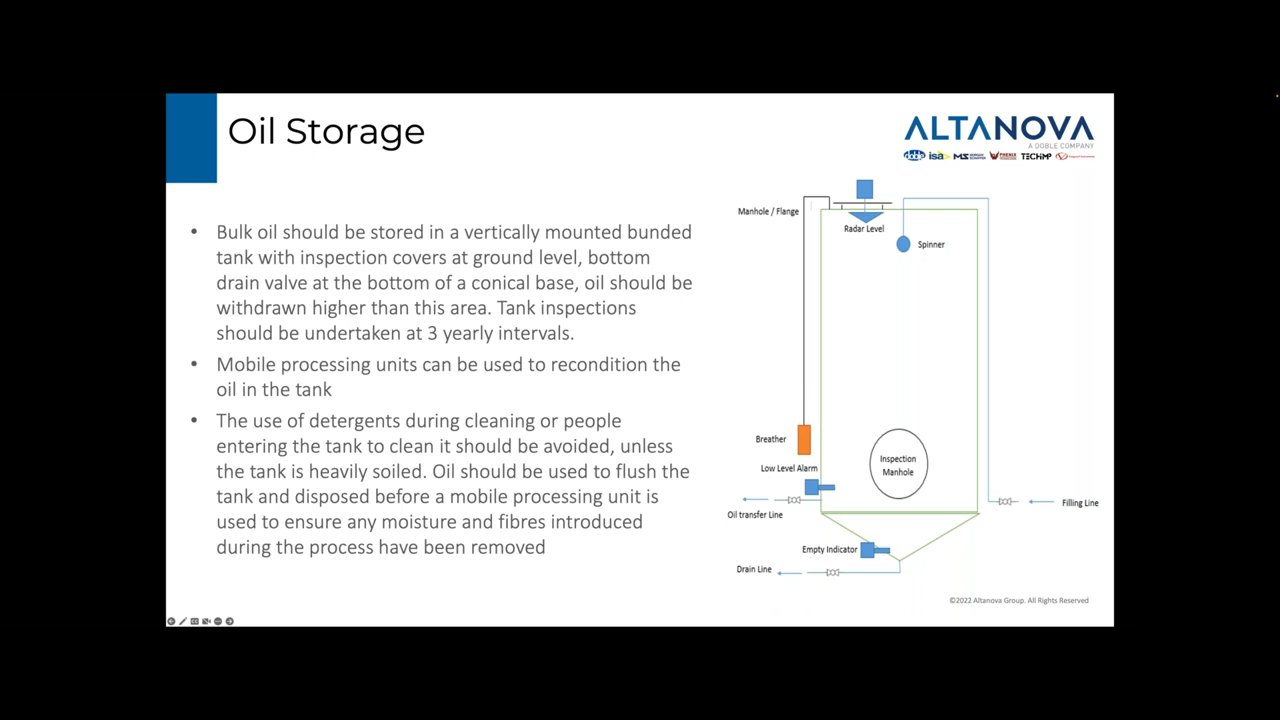 Oil Storage
ALTANOVA
A DOBLE COMPANY
doble isa MS MORGAN SCHAFFER PHENIX TECHIMP
• Bulk oil should be stored in a vertically mounted bunded
tank with inspection covers at ground level, bottom
drain valve at the bottom of a conical base, oil should be
withdrawn higher than this area. Tank inspections
should be undertaken at 3 yearly intervals.
• Mobile processing units can be used to recondition the
oil in the tank
• The use of detergents during cleaning or people
entering the tank to clean it should be avoided, unless
the tank is heavily soiled. Oil should be used to flush the
tank and disposed before a mobile processing unit is
used to ensure any moisture and fibres introduced
during the process have been removed
Manhole / Flange
Radar Level
Spinner
Breather
Low Level Alarm
Inspection
Manhole
Oil transfer Line
Filling Line
Empty Indicator
Drain Line
©2022 Altanova Group. All Rights Reserved